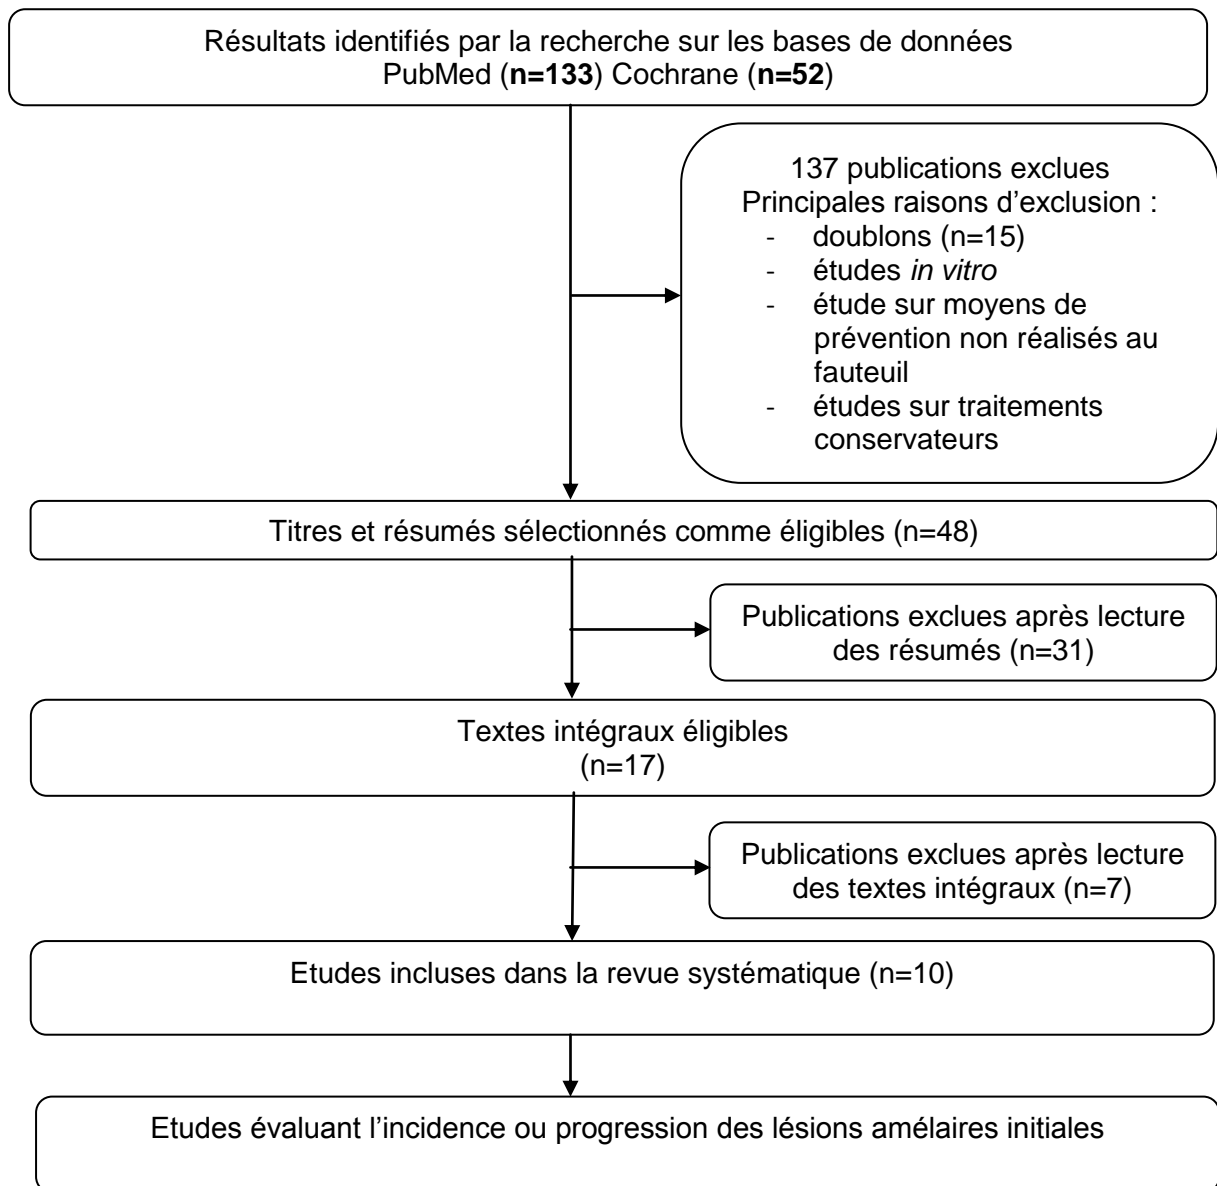 Résultats identifiés par la recherche sur les bases de données
PubMed (n=133) Cochrane (n=52)
137 publications exclues
Principales raisons d’exclusion :
- doublons (n=15)
- études in vitro
- étude sur moyens de
prévention non réalisés au
fauteuil
- études sur traitements
conservateurs
Titres et résumés sélectionnés comme éligibles (n=48)
Publications exclues après lecture
des résumés (n=31)
Textes intégraux éligibles
(n=17)
Publications exclues après lecture
des textes intégraux (n=7)
Etudes incluses dans la revue systématique (n=10)
Etudes évaluant l’incidence ou progression des lésions amélaires initiales